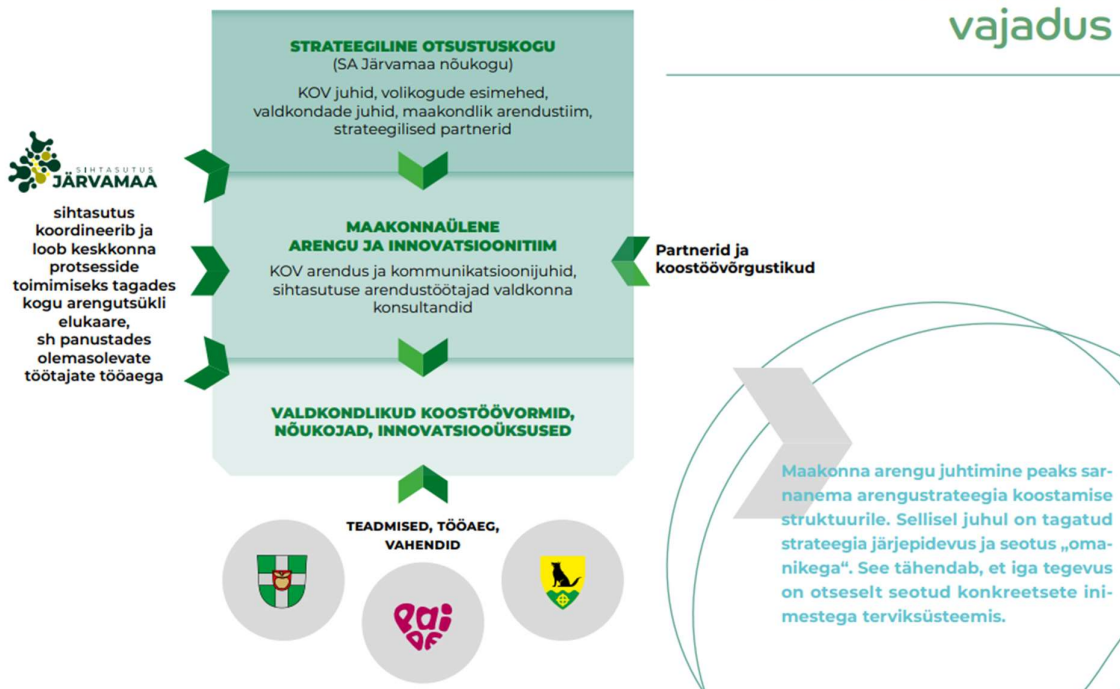 vajadus
STRATEEGILINE OTSUSTUSKOGU
(SA Järvamaa nõukogu)
KOV juhid, volikogude esimehed,
valdkondade juhid, maakondlik arendustiim,
strateegilised partnerid
SIHTASUTUS
JÄRVAMAA
sihtasutus
koordineerib ja
loob keskkonna
protsesside
toimimiseks tagades
kogu arengutsükli
elukaare,
sh panustades
olemasolevate
töötajate tööaega
MAAKONNAÜLENE
ARENGU JA INNOVATSIOONITIIM
KOV arendus ja kommunikatsioonijuhid,
sihtasutuse arendustöötajad valdkonna
konsultandid
Partnerid ja
koostöövõrgustikud
VALDKONDLIKUD KOOSTÖÖVORMID,
NÕUKOJAD, INNOVATSIOOÜKSUSED
TEADMISED, TÖÖAEG,
VAHENDID
PAIDE
Maakonna arengu juhtimine peaks sar-
nanema arengustrateegia koostamise
struktuurile. Sellisel juhul on tagatud
strateegia järjepidevus ja seotus „oma-
nikega“. See tähendab, et iga tegevus
on otseselt seotud konkreetsete ini-
mestega terviksüsteemis.